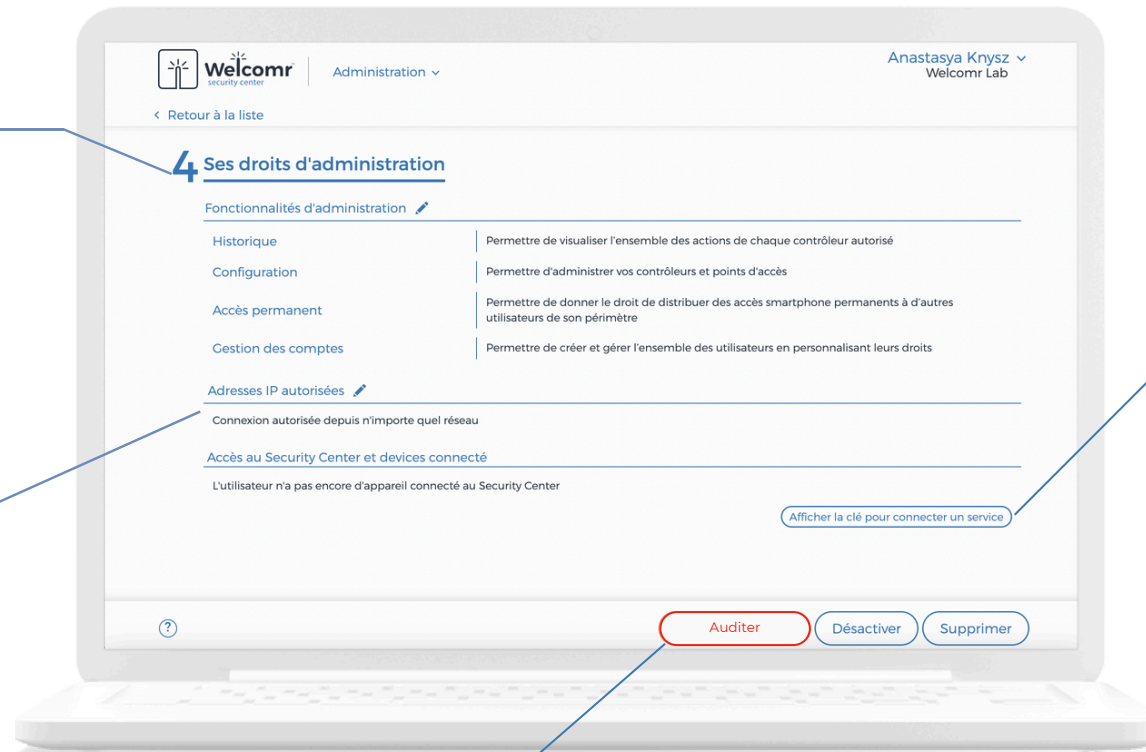 Welcomr
security center
Administration
Anastasya Knysz
Welcomr Lab
< Retour à la liste
4 Ses droits d'administration
Fonctionnalités d'administration
Historique
Permettre de visualiser l'ensemble des actions de chaque contrôleur autorisé
Configuration
Permettre d'administrer vos contrôleurs et points d'accès
Accès permanent
Permettre de donner le droit de distribuer des accès smartphone permanents à d'autres
utilisateurs de son périmètre
Gestion des comptes
Permettre de créer et gérer l'ensemble des utilisateurs en personnalisant leurs droits
Adresses IP autorisées
Connexion autorisée depuis n'importe quel réseau
Accès au Security Center et devices connecté
L'utilisateur n'a pas encore d'appareil connecté au Security Center
Afficher la clé pour connecter un service
?
Auditer
Désactiver
Supprimer